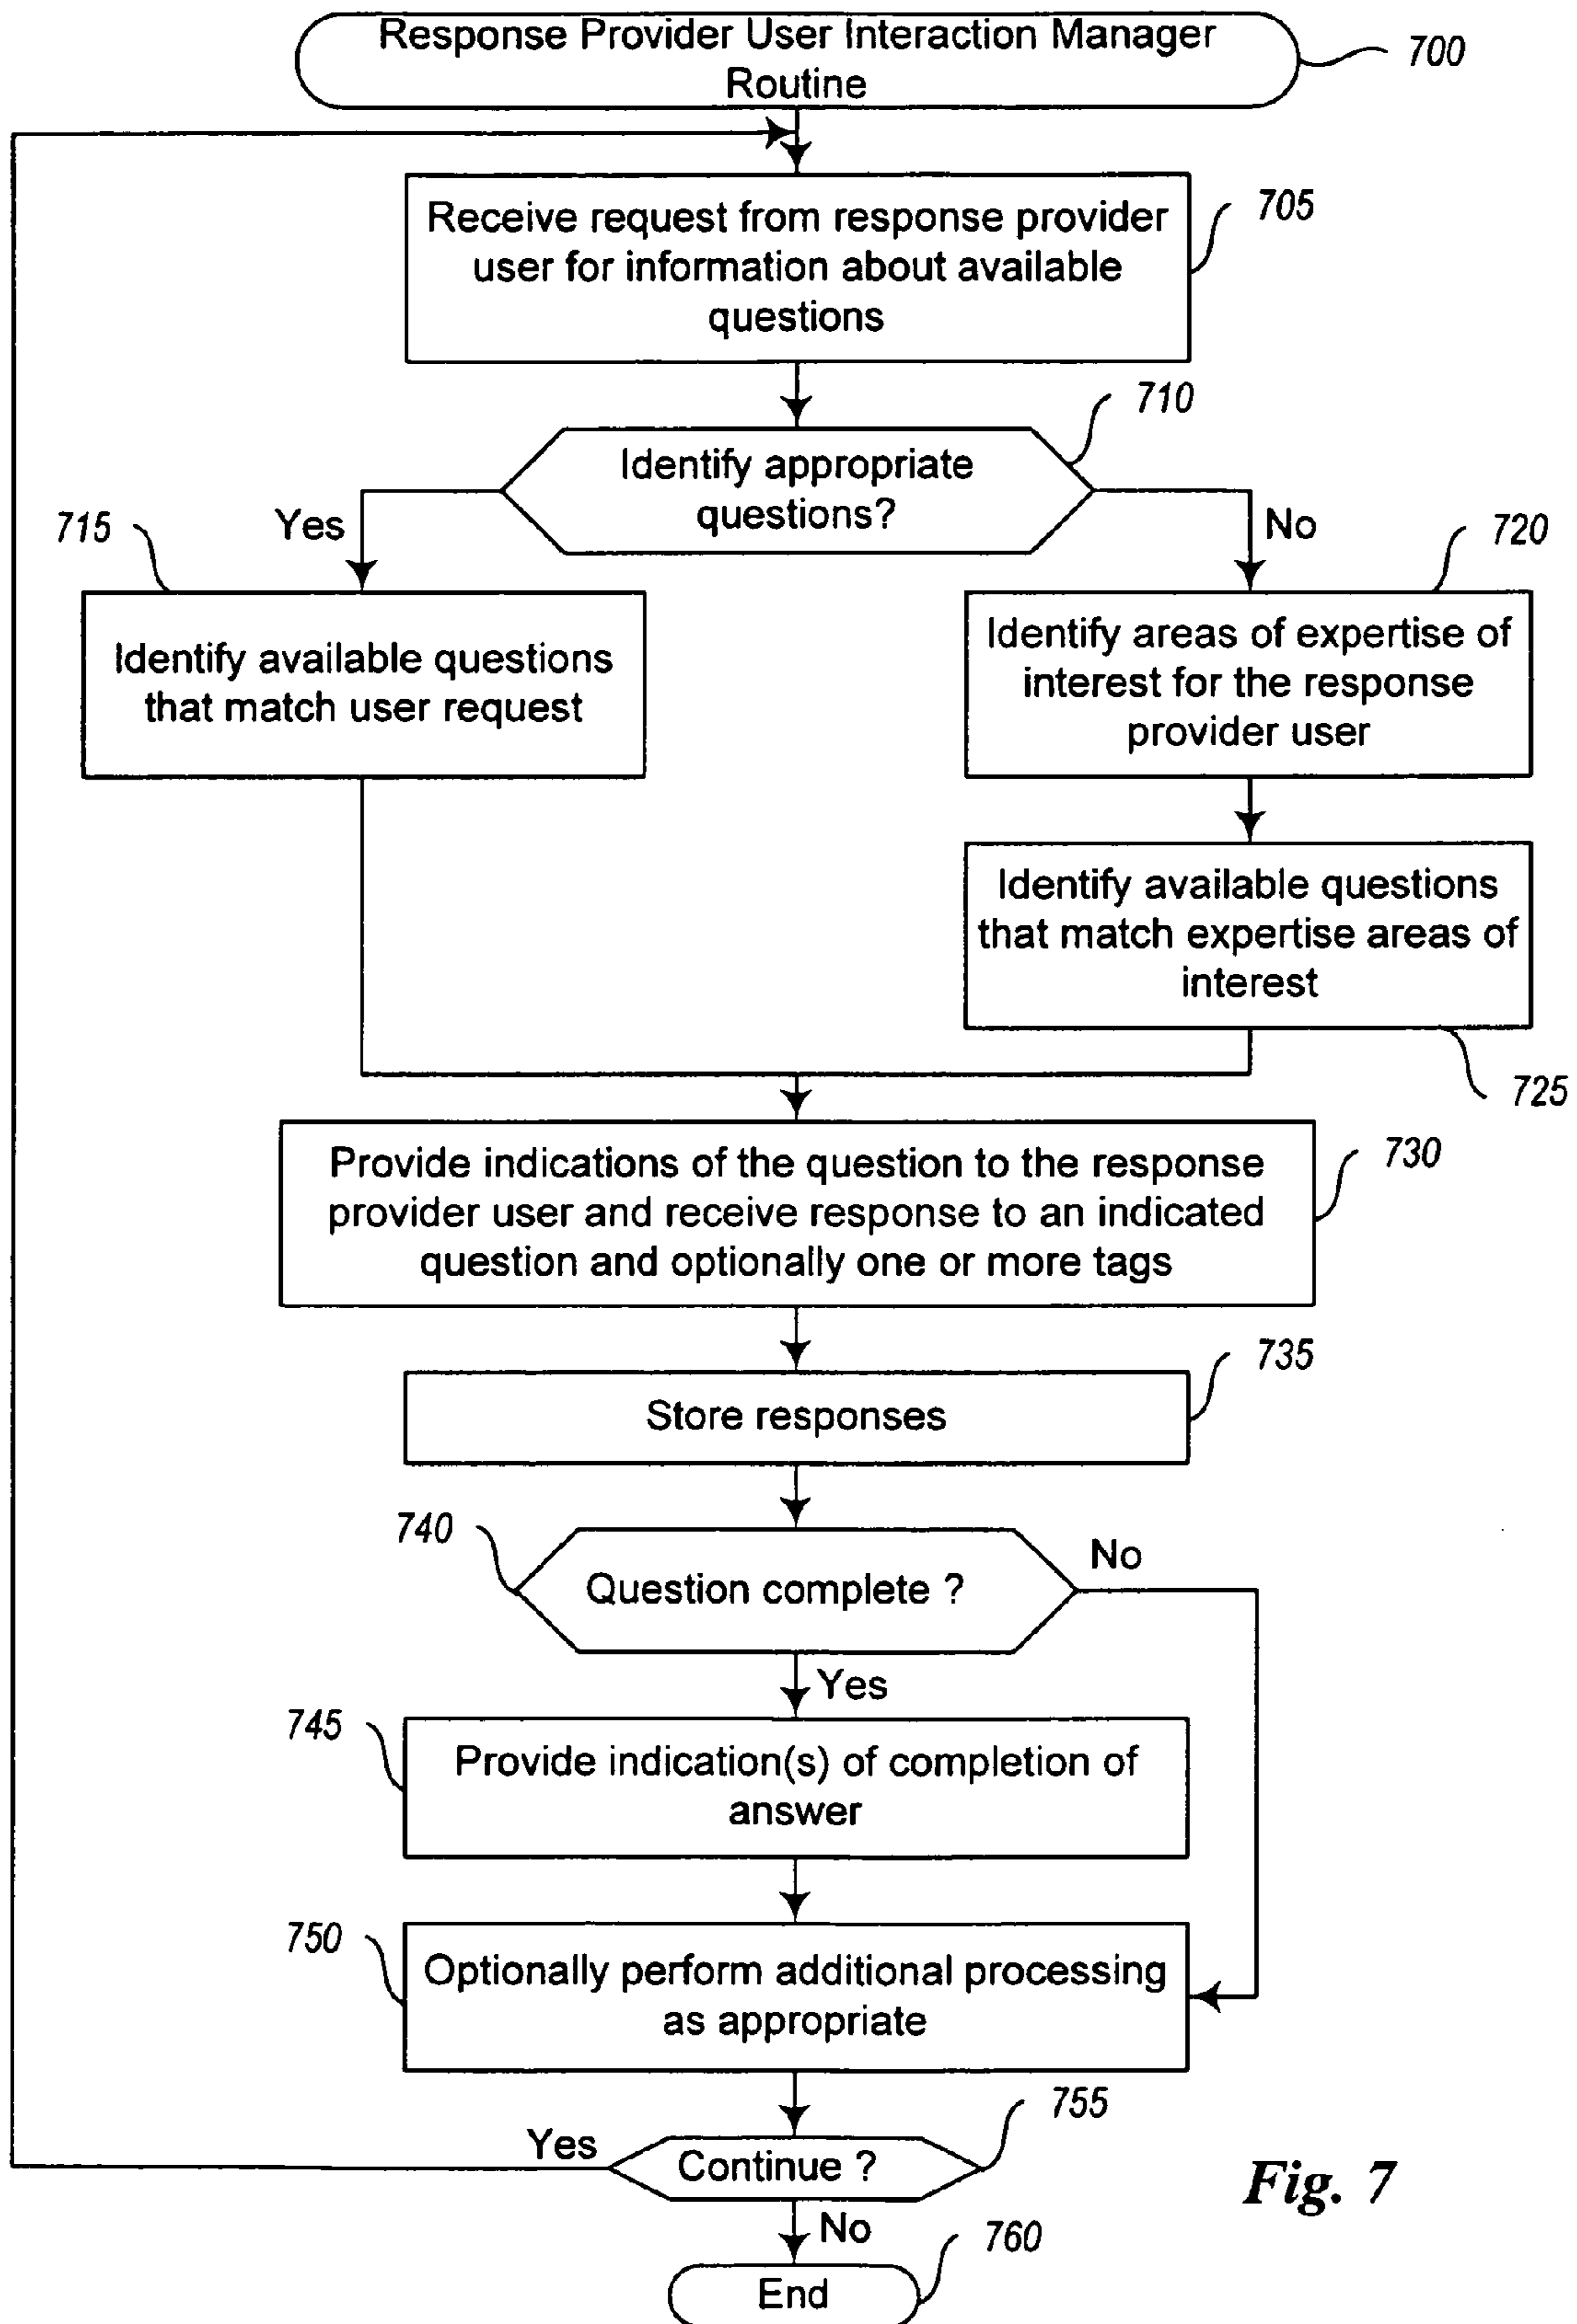 Response Provider User Interaction Manager
Routine
700
Receive request from response provider
user for information about available
questions
705
Identify appropriate
questions?
710
Yes
No
715
720
Identify available questions
that match user request
Identify areas of expertise of
interest for the response
provider user
Identify available questions
that match expertise areas of
interest
725
Provide indications of the question to the response
provider user and receive response to an indicated
question and optionally one or more tags
730
Store responses
735
740
Question complete ?
No
Yes
745
Provide indication(s) of completion of
answer
750
Optionally perform additional processing
as appropriate
755
Yes
Continue ?
No
Fig. 7
760
End